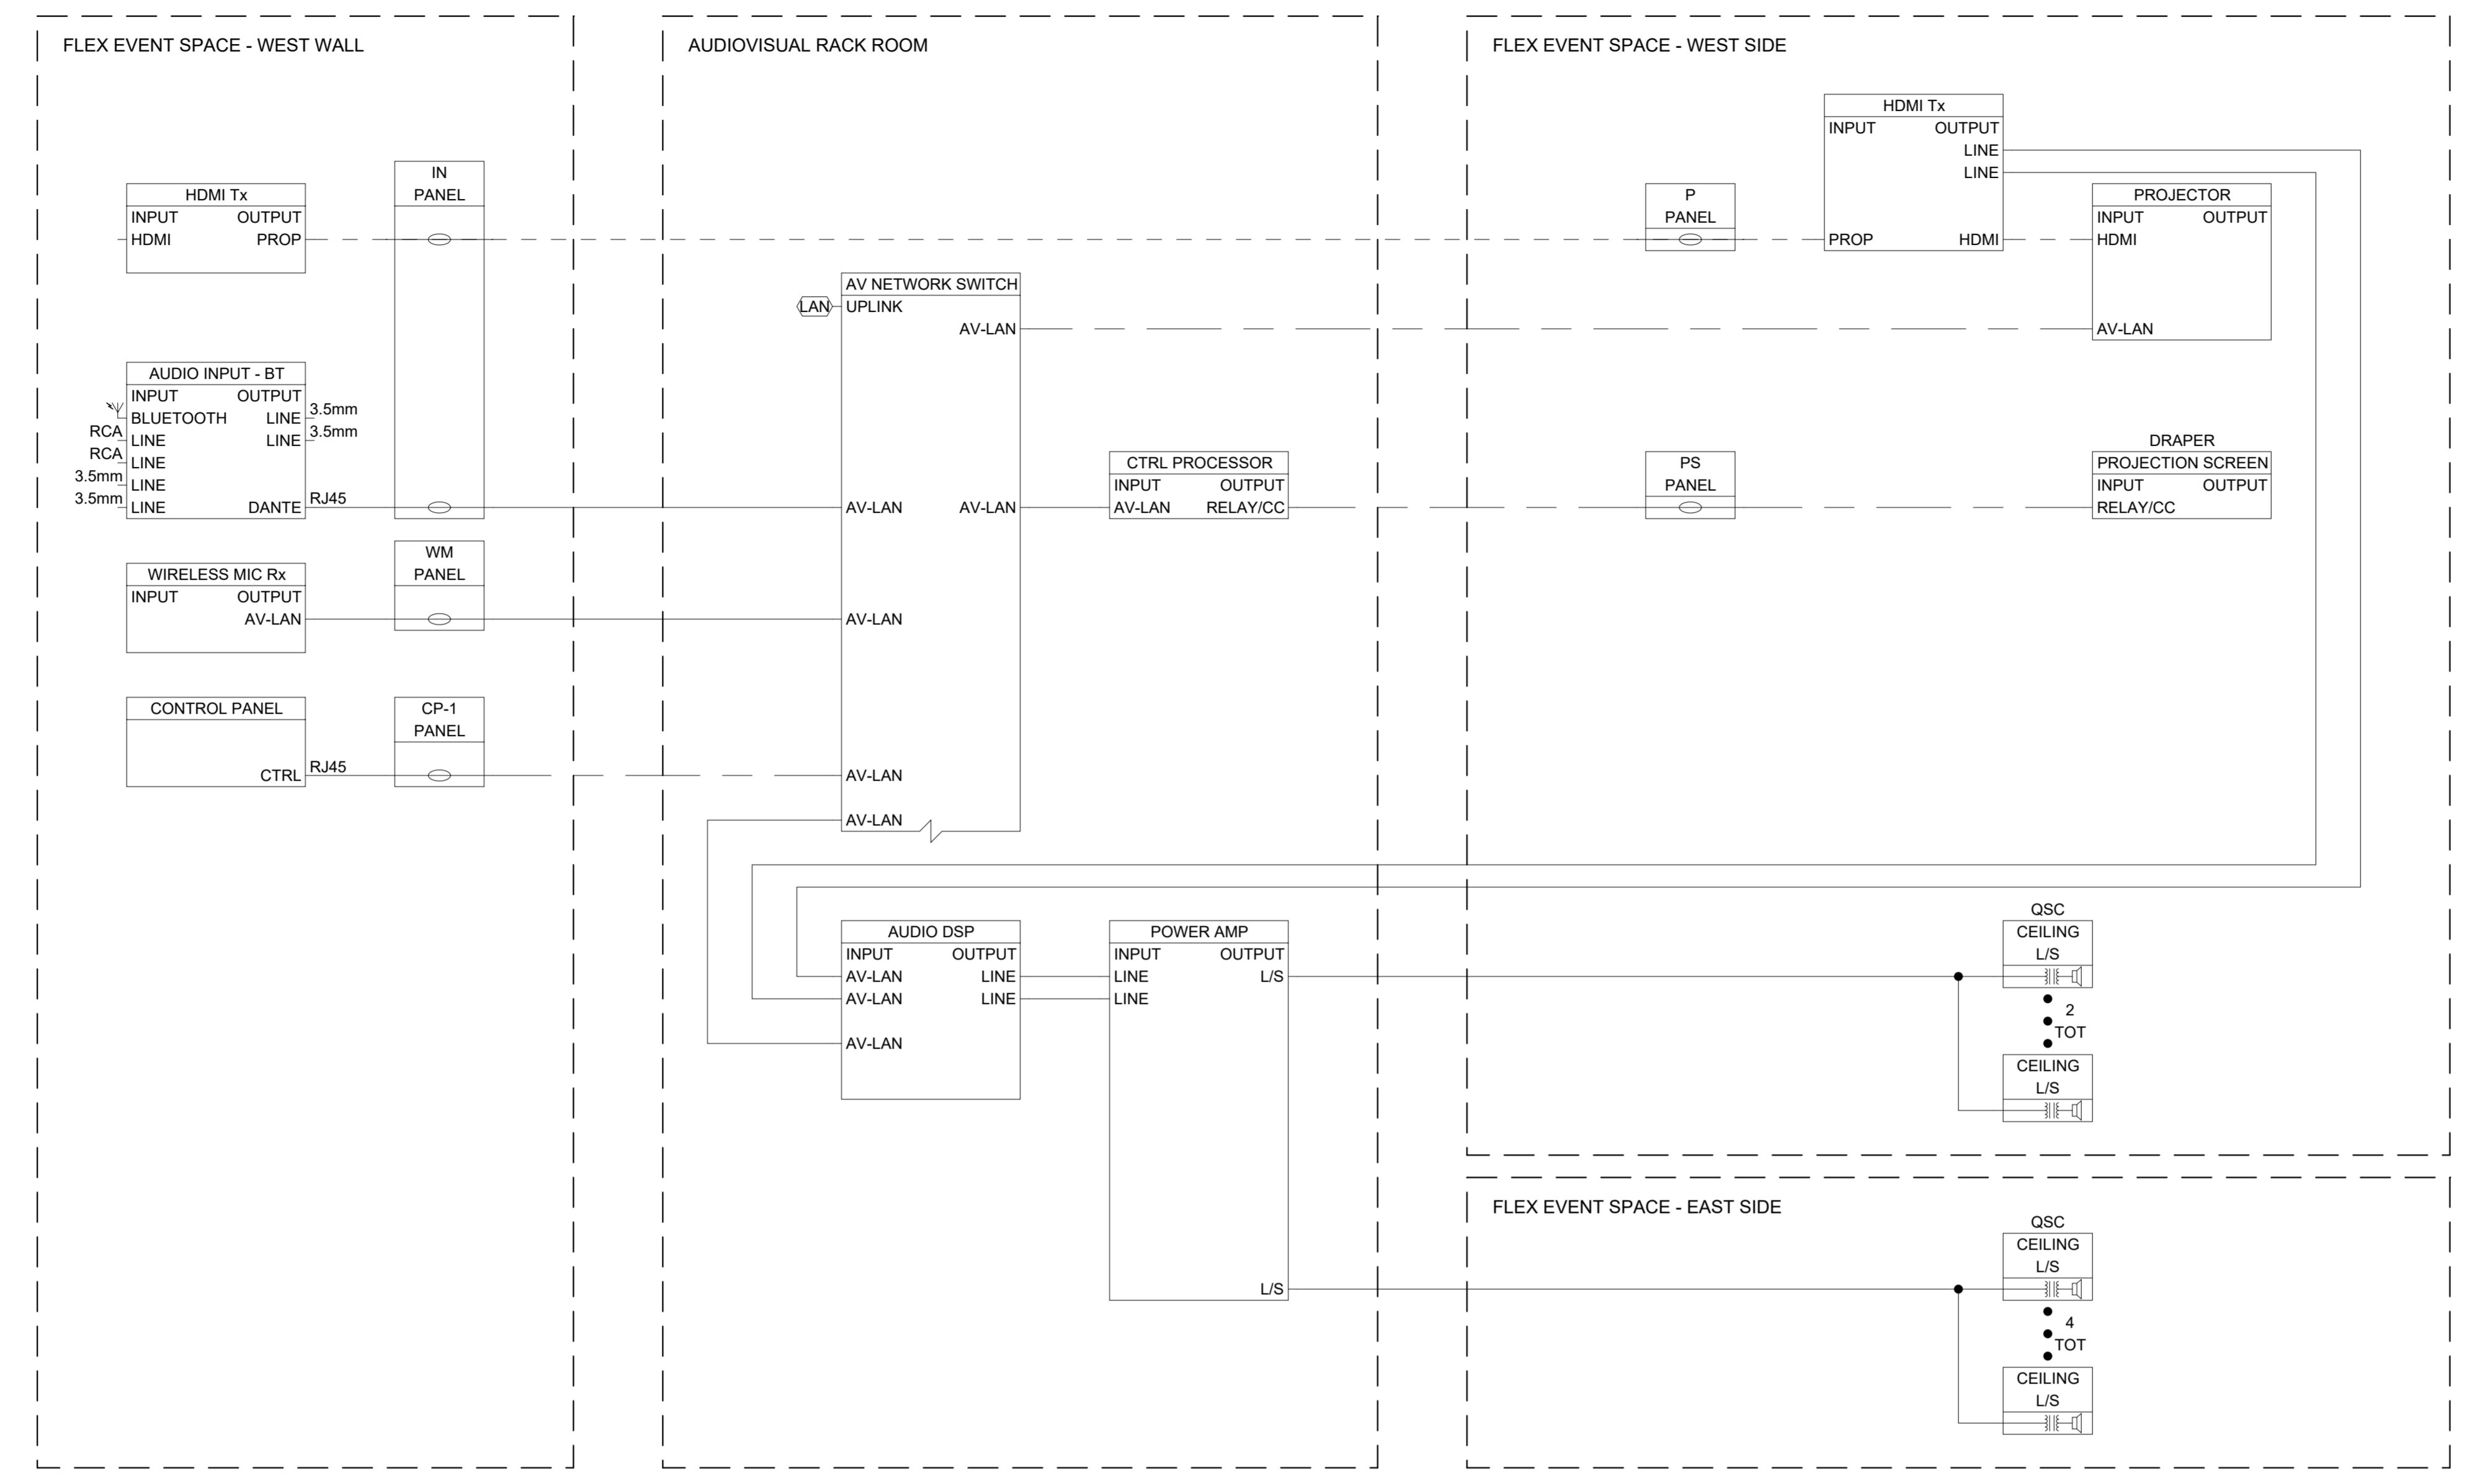 FLEX EVENT SPACE - WEST WALL
HDMI Tx
INPUT OUTPUT
HDMI PROP
IN
PANEL
AUDIO INPUT - BT
INPUT OUTPUT
BLUETOOTH LINE 3.5mm
RCA LINE LINE 3.5mm
RCA LINE
3.5mm LINE
3.5mm LINE DANTE RJ45
WIRELESS MIC Rx
INPUT OUTPUT
AV-LAN
WM
PANEL
CONTROL PANEL
CTRL RJ45
CP-1
PANEL
AUDIOVISUAL RACK ROOM
AV NETWORK SWITCH
LAN UPLINK
AV-LAN
AV-LAN AV-LAN
AV-LAN
AV-LAN
AV-LAN
CTRL PROCESSOR
INPUT OUTPUT
AV-LAN RELAY/CC
AUDIO DSP
INPUT OUTPUT
AV-LAN LINE
AV-LAN LINE
AV-LAN
POWER AMP
INPUT OUTPUT
LINE L/S
LINE
L/S
FLEX EVENT SPACE - WEST SIDE
P
PANEL
HDMI Tx
INPUT OUTPUT
LINE
LINE
PROP HDMI
PROJECTOR
INPUT OUTPUT
HDMI
AV-LAN
PS
PANEL
DRAPER
PROJECTION SCREEN
INPUT OUTPUT
RELAY/CC
QSC
CEILING
L/S
2
TOT
CEILING
L/S
FLEX EVENT SPACE - EAST SIDE
QSC
CEILING
L/S
4
TOT
CEILING
L/S